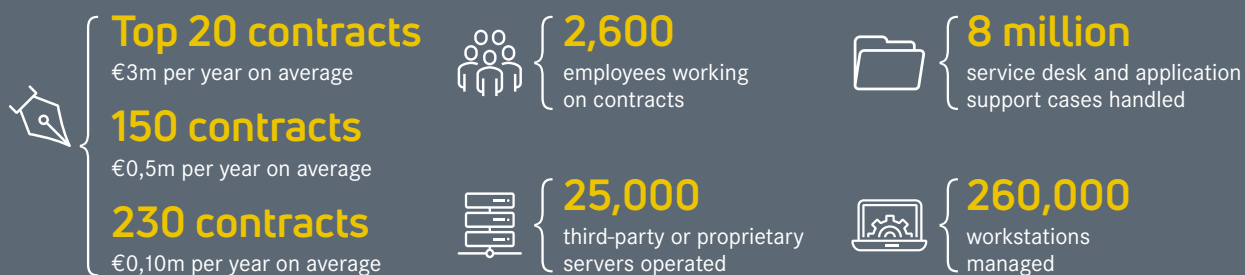 Top 20 contracts
€3m per year on average
150 contracts
€0,5m per year on average
230 contracts
€0,10m per year on average
2,600
employees working
on contracts
25,000
third-party or proprietary
servers operated
8 million
service desk and application
support cases handled
260,000
workstations
managed